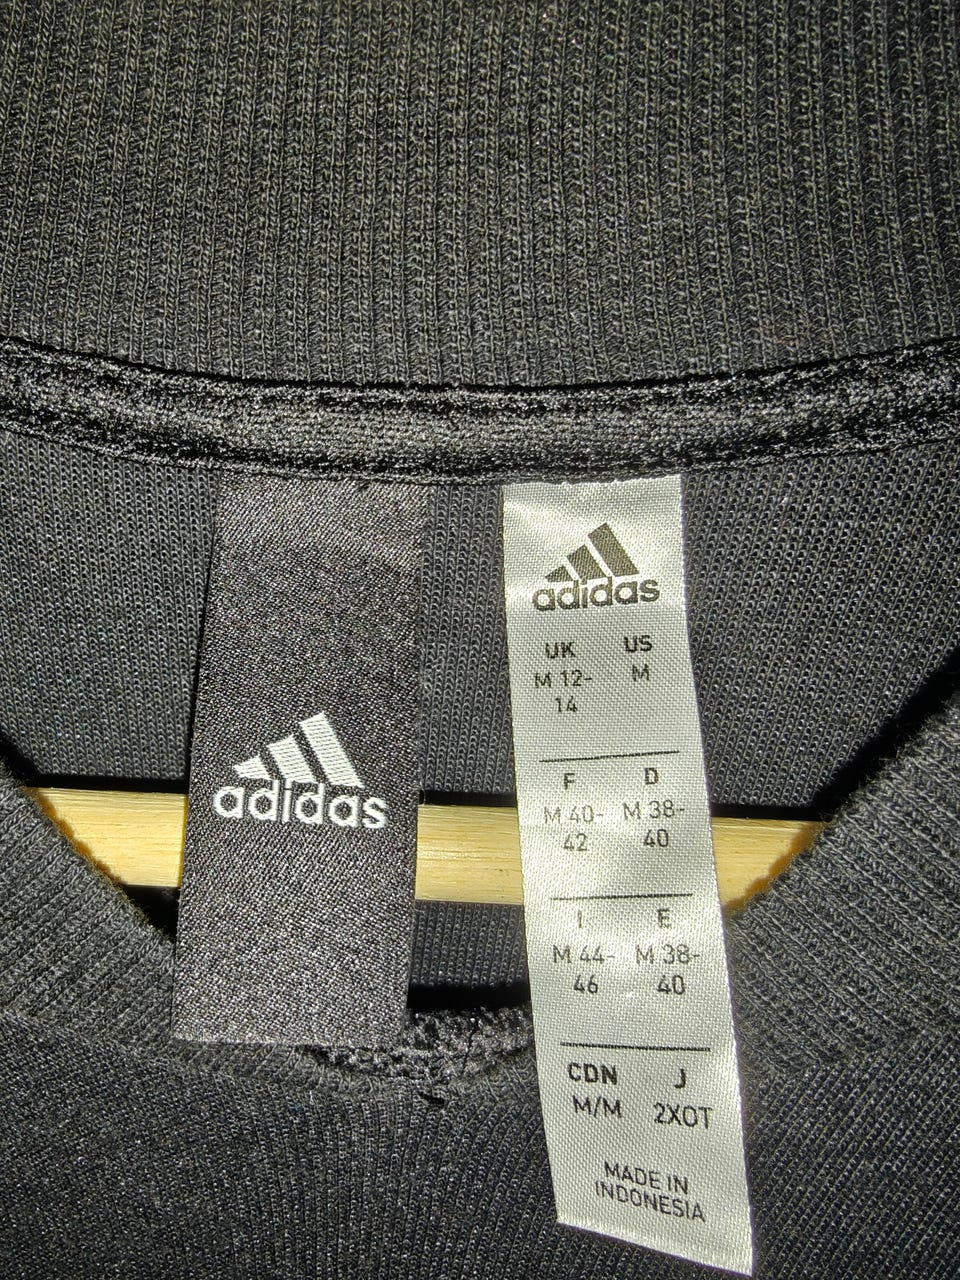 adidas
adidas
UK US
M 12- M
14
F D
M 40- M 38-
42 40
I E
M 44- M 38-
46 40
CDN J
M/M 2XOT
MADE IN
INDONESIA